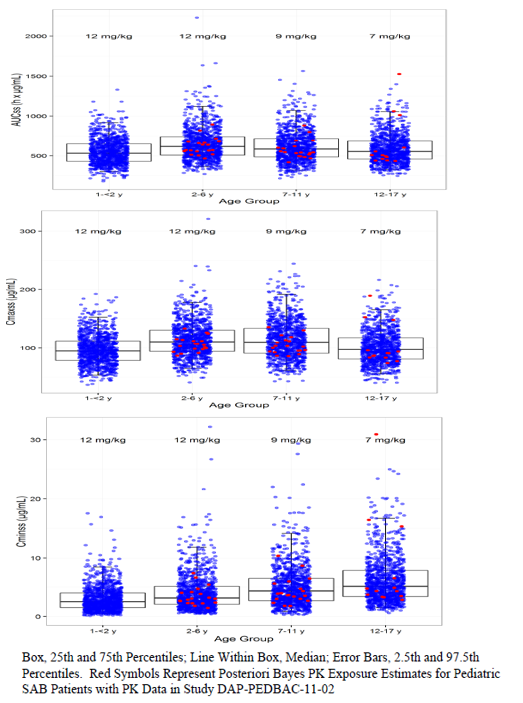 12 mg/kg 12 mg/kg 9 mg/kg 7 mg/kg
2000
1500
1000
500
AUCss (h x µg/mL)
1-<2 y 2-6 y 7-11 y 12-17 y
Age Group
12 mg/kg 12 mg/kg 9 mg/kg 7 mg/kg
300
200
100
Cmaxss (µg/mL)
1-<2 y 2-6 y 7-11 y 12-17 y
Age Group
12 mg/kg 12 mg/kg 9 mg/kg 7 mg/kg
30
20
10
0
Cminss (µg/mL)
1-<2 y 2-6 y 7-11 y 12-17 y
Age Group
Box, 25th and 75th Percentiles; Line Within Box, Median; Error Bars, 2.5th and 97.5th
Percentiles. Red Symbols Represent Posteriori Bayes PK Exposure Estimates for Pediatric
SAB Patients with PK Data in Study DAP-PEDBAC-11-02